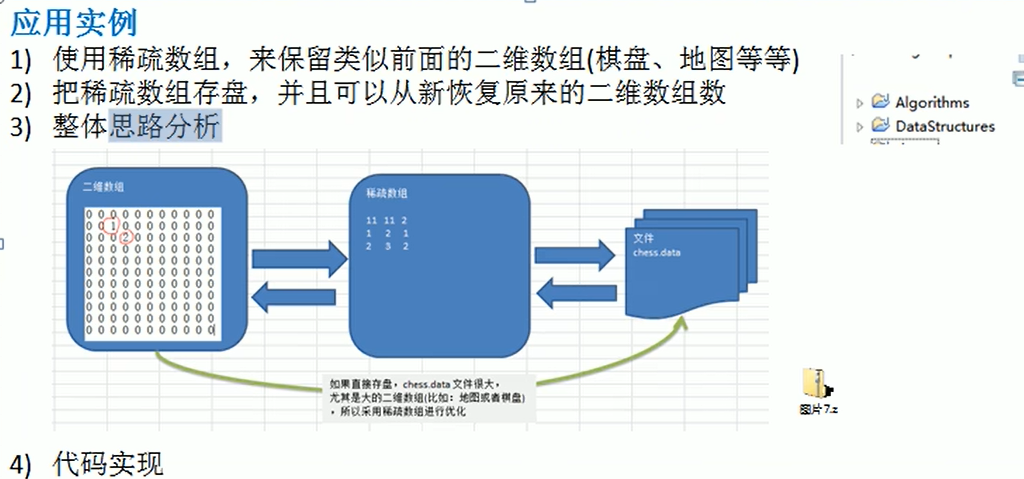 应用实例
1) 使用稀疏数组，来保留类似前面的二维数组(棋盘、地图等等)
2) 把稀疏数组存盘，并且可以从新恢复原来的二维数组数
3) 整体思路分析
Algorithms
DataStructures
二维数组
0 0 0 0 0 0 0 0 0 0 0
0 0 1 0 0 0 0 0 0 0 0
0 0 0 2 0 0 0 0 0 0 0
0 0 0 0 0 0 0 0 0 0 0
0 0 0 0 0 0 0 0 0 0 0
0 0 0 0 0 0 0 0 0 0 0
0 0 0 0 0 0 0 0 0 0 0
0 0 0 0 0 0 0 0 0 0 0
0 0 0 0 0 0 0 0 0 0 0
0 0 0 0 0 0 0 0 0 0 0
0 0 0 0 0 0 0 0 0 0 0
稀疏数组
11 11 2
1 2 1
2 3 2
文件
chess.data
如果直接存盘，chess.data 文件很大，
尤其是大的二维数组(比如：地图或者棋盘)
，所以采用稀疏数组进行优化
图片7.z
4) 代码实现